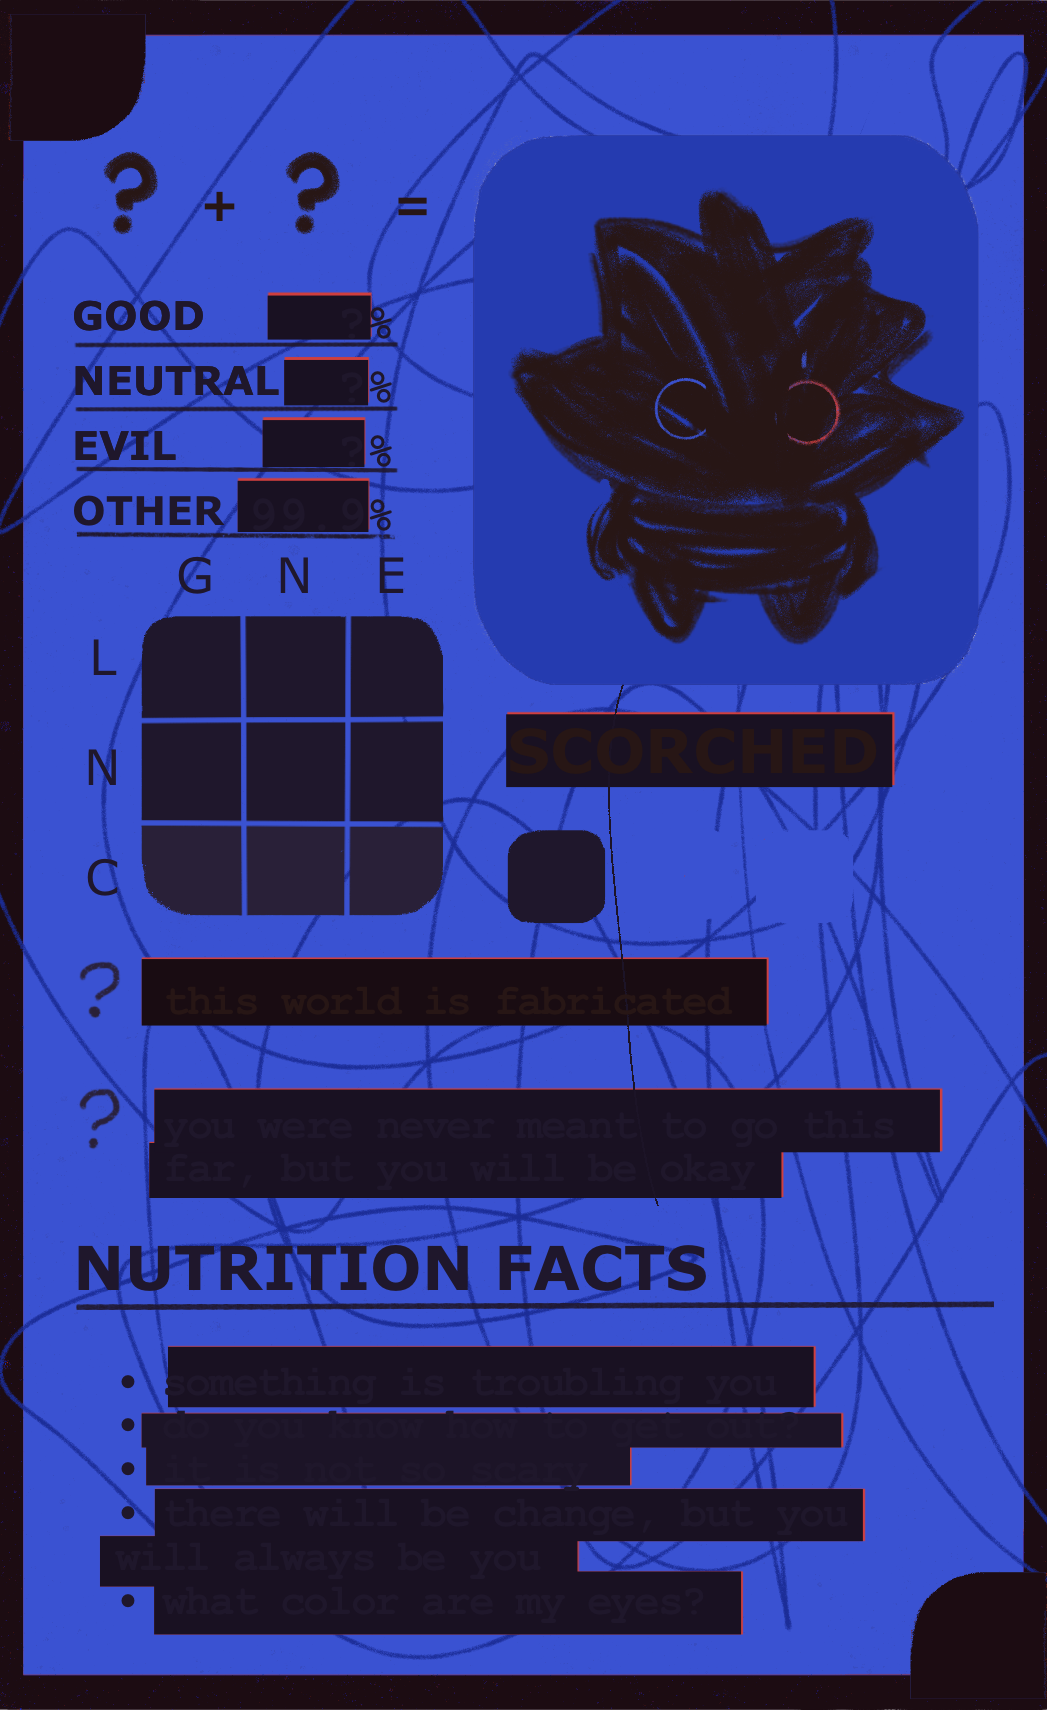 ? + ? =
GOOD ?%
NEUTRAL ?%
EVIL ?%
OTHER 99.9%
G N E
L
N
C
SCORCHED
? this world is fabricated
? you were never meant to go this
far, but you will be okay
NUTRITION FACTS
• something is troubling you
• do you know how to get out?
• it is not so scary
• there will be change, but you
will always be you
• what color are my eyes?